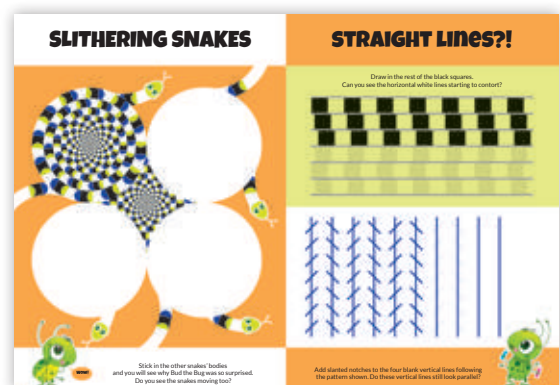 SLITHERING SNAKES
STRAIGHT LINES?!
Draw in the rest of the black squares.
Can you see the horizontal white lines starting to contort?
WOW!
Stick in the other snakes' bodies
and you will see why Bud the Bug was so surprised.
Do you see the snakes moving too?
Add slanted notches to the four blank vertical lines following
the pattern shown. Do these vertical lines still look parallel?